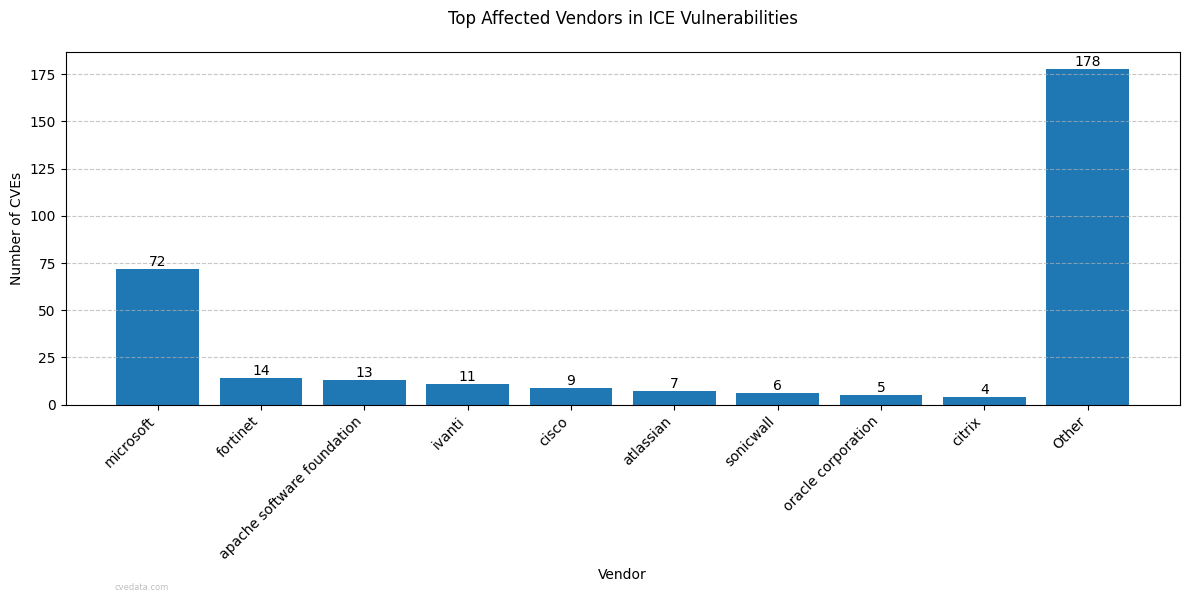 Top Affected Vendors in ICE Vulnerabilities
Number of CVEs
175
150
125
100
75
50
25
0
72
14
13
11
9
7
6
5
4
178
microsoft
fortinet
apache software foundation
ivanti
cisco
atlassian
sonicwall
oracle corporation
citrix
Other
Vendor
cvedata.com